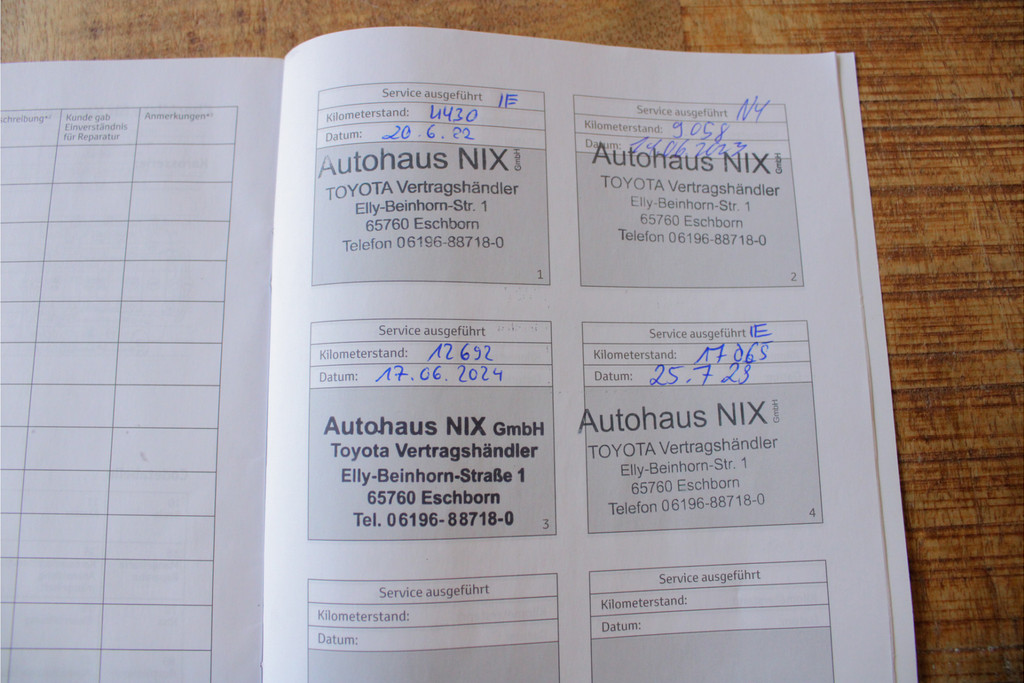 schreibung*⁾
Kunde gab
Einverständnis
für Reparatur
Anmerkungen*⁾
Service ausgeführt IE
Kilometerstand: 4430
Datum: 20.6.22
Autohaus NIX GmbH
TOYOTA Vertragshändler
Elly-Beinhorn-Str. 1
65760 Eschborn
Telefon 06196-88718-0
1
Service ausgeführt N4
Kilometerstand: 9058
Datum: 19.06.2023
Autohaus NIX GmbH
TOYOTA Vertragshändler
Elly-Beinhorn-Str. 1
65760 Eschborn
Telefon 06196-88718-0
2
Service ausgeführt
Kilometerstand: 12692
Datum: 17.06.2024
Autohaus NIX GmbH
Toyota Vertragshändler
Elly-Beinhorn-Straße 1
65760 Eschborn
Tel. 06196-88718-0
3
Service ausgeführt IE
Kilometerstand: 17065
Datum: 25.7.23
Autohaus NIX GmbH
TOYOTA Vertragshändler
Elly-Beinhorn-Str. 1
65760 Eschborn
Telefon 06196-88718-0
4
Service ausgeführt
Kilometerstand:
Datum:
Service ausgeführt
Kilometerstand:
Datum: